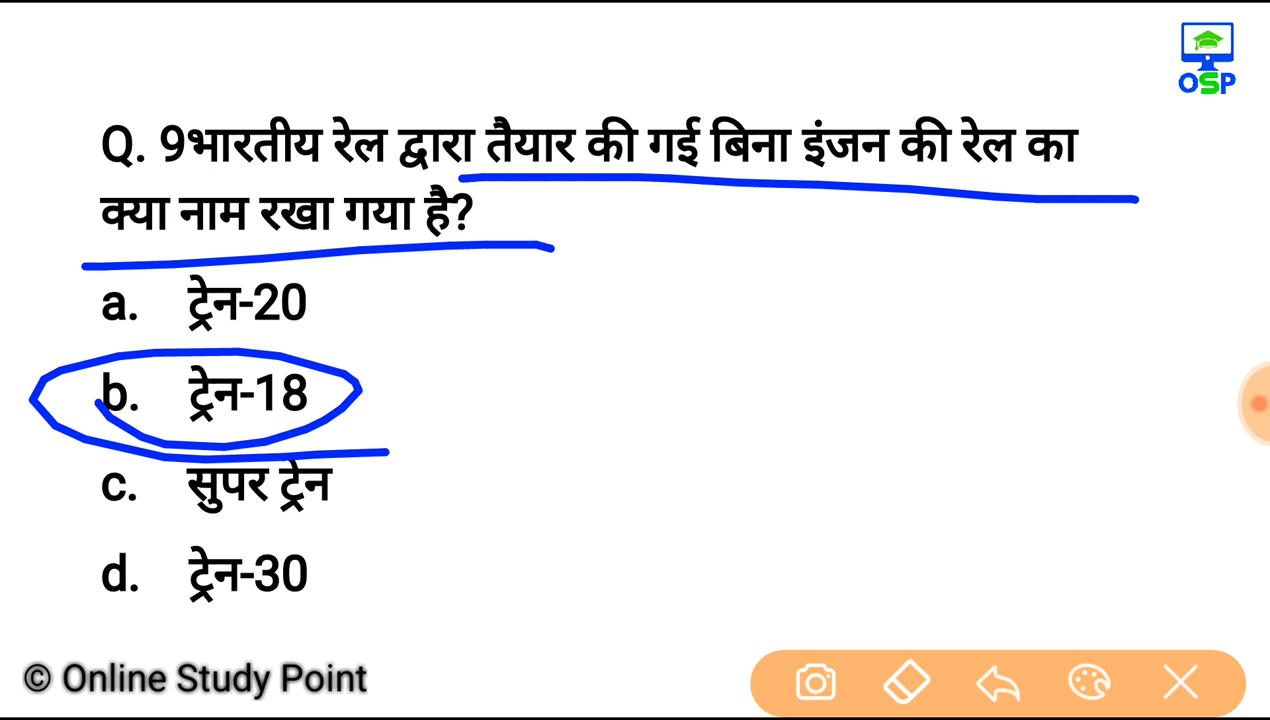 OSP
Q. 9भारतीय रेल द्वारा तैयार की गई बिना इंजन की रेल का
क्या नाम रखा गया है?
a. ट्रेन-20
b. ट्रेन-18
c. सुपर ट्रेन
d. ट्रेन-30
© Online Study Point